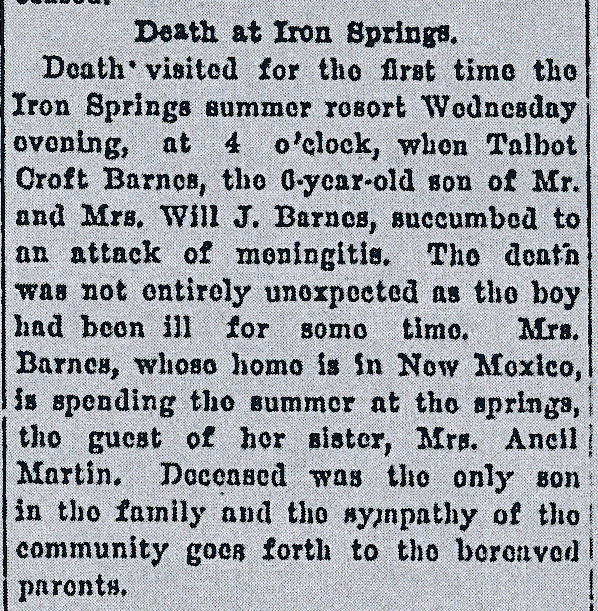 Death at Iron Springs.
Death visited for the first time the
Iron Springs summer resort Wednesday
evening, at 4 o'clock, when Talbot
Croft Barnes, the 6-year-old son of Mr.
and Mrs. Will J. Barnes, succumbed to
an attack of meningitis. The death
was not entirely unexpected as the boy
had been ill for some time. Mrs.
Barnes, whose home is in New Mexico,
is spending the summer at the springs,
the guest of her sister, Mrs. Ancil
Martin. Deceased was the only son
in the family and the sympathy of the
community goes forth to the bereaved
parents.